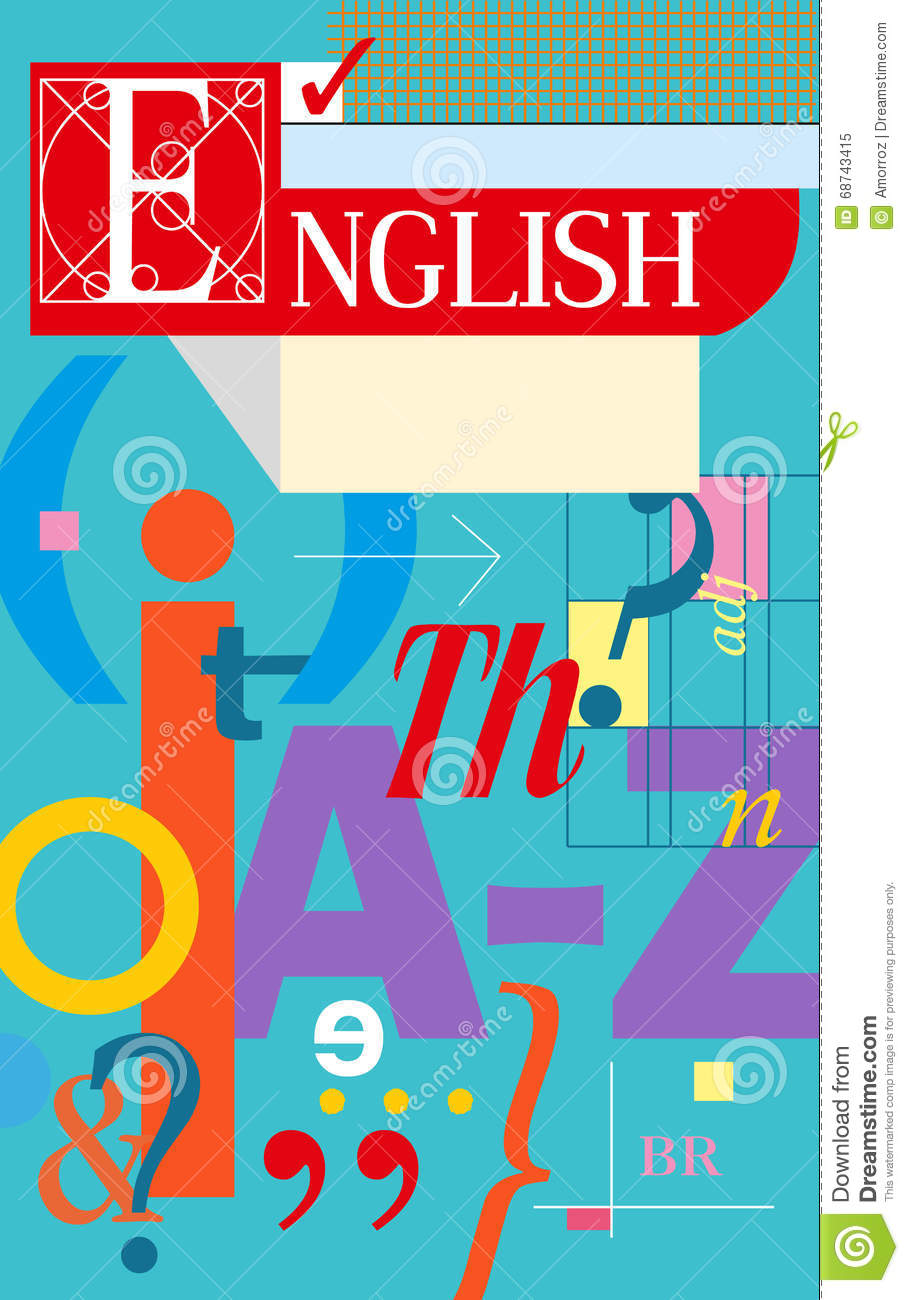 ✓
ENGLISH
( )
i
→
?
adj
t
Th
A-Z
n
O
ɘ
...
&
?
,,
}
BR
dreamstime.com
ID 68743415
© Amorroz | Dreamstime.com
Download from
Dreamstime.com
This watermarked comp image is for previewing purposes only.